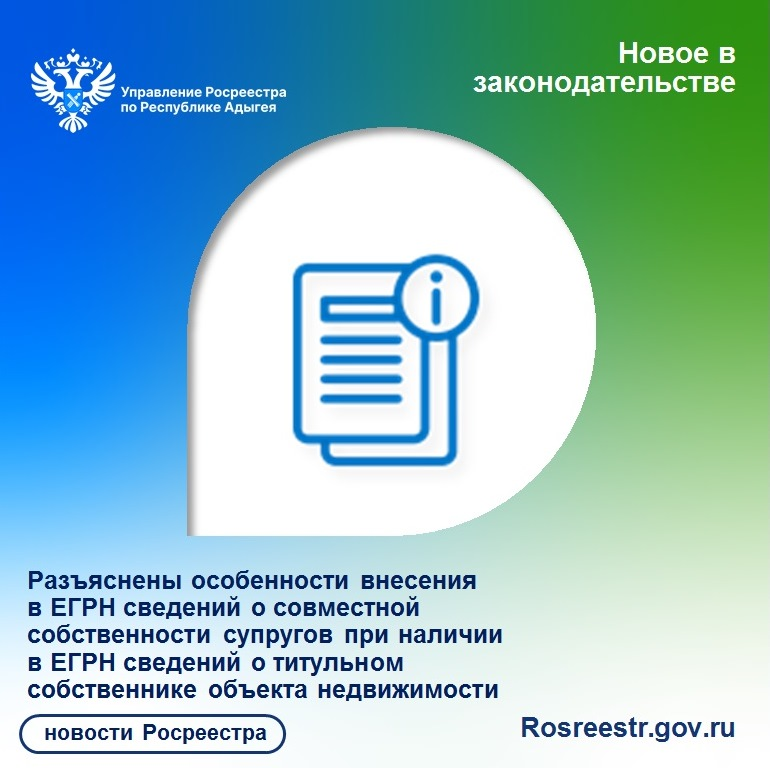 Управление Росреестра
по Республике Адыгея
Новое в
законодательстве
i
Разъяснены особенности внесения
в ЕГРН сведений о совместной
собственности супругов при наличии
в ЕГРН сведений о титульном
собственнике объекта недвижимости
новости Росреестра
Rosreestr.gov.ru